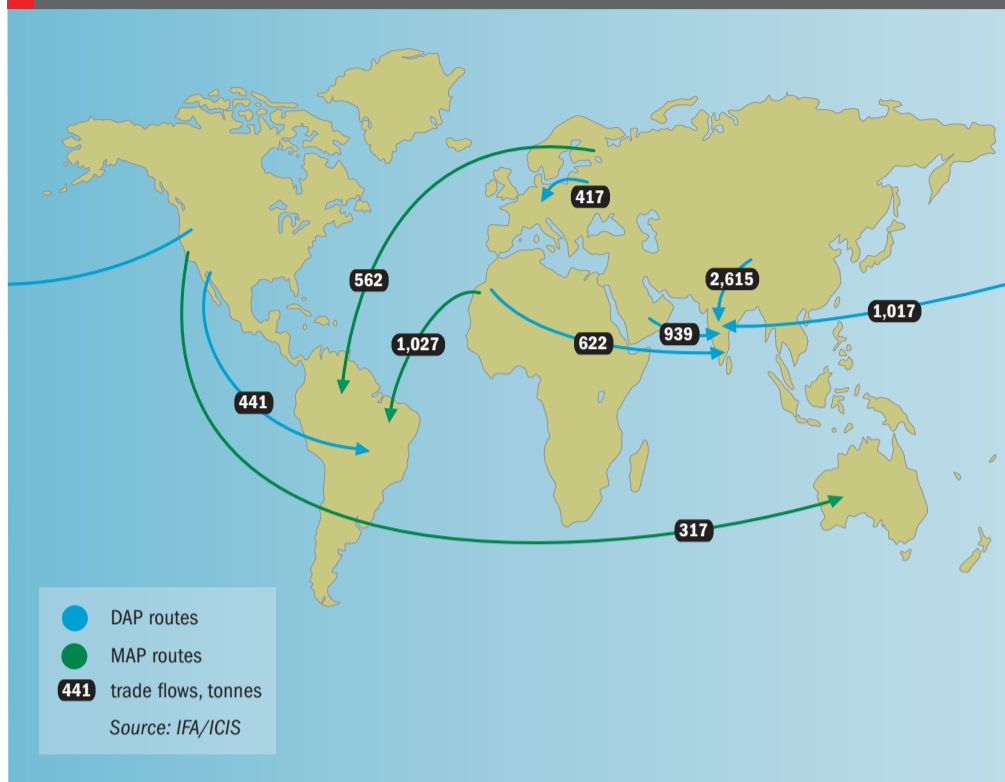 417
562
2,615
1,017
1,027
622
939
441
317
DAP routes
MAP routes
441 trade flows, tonnes
Source: IFA/ICIS